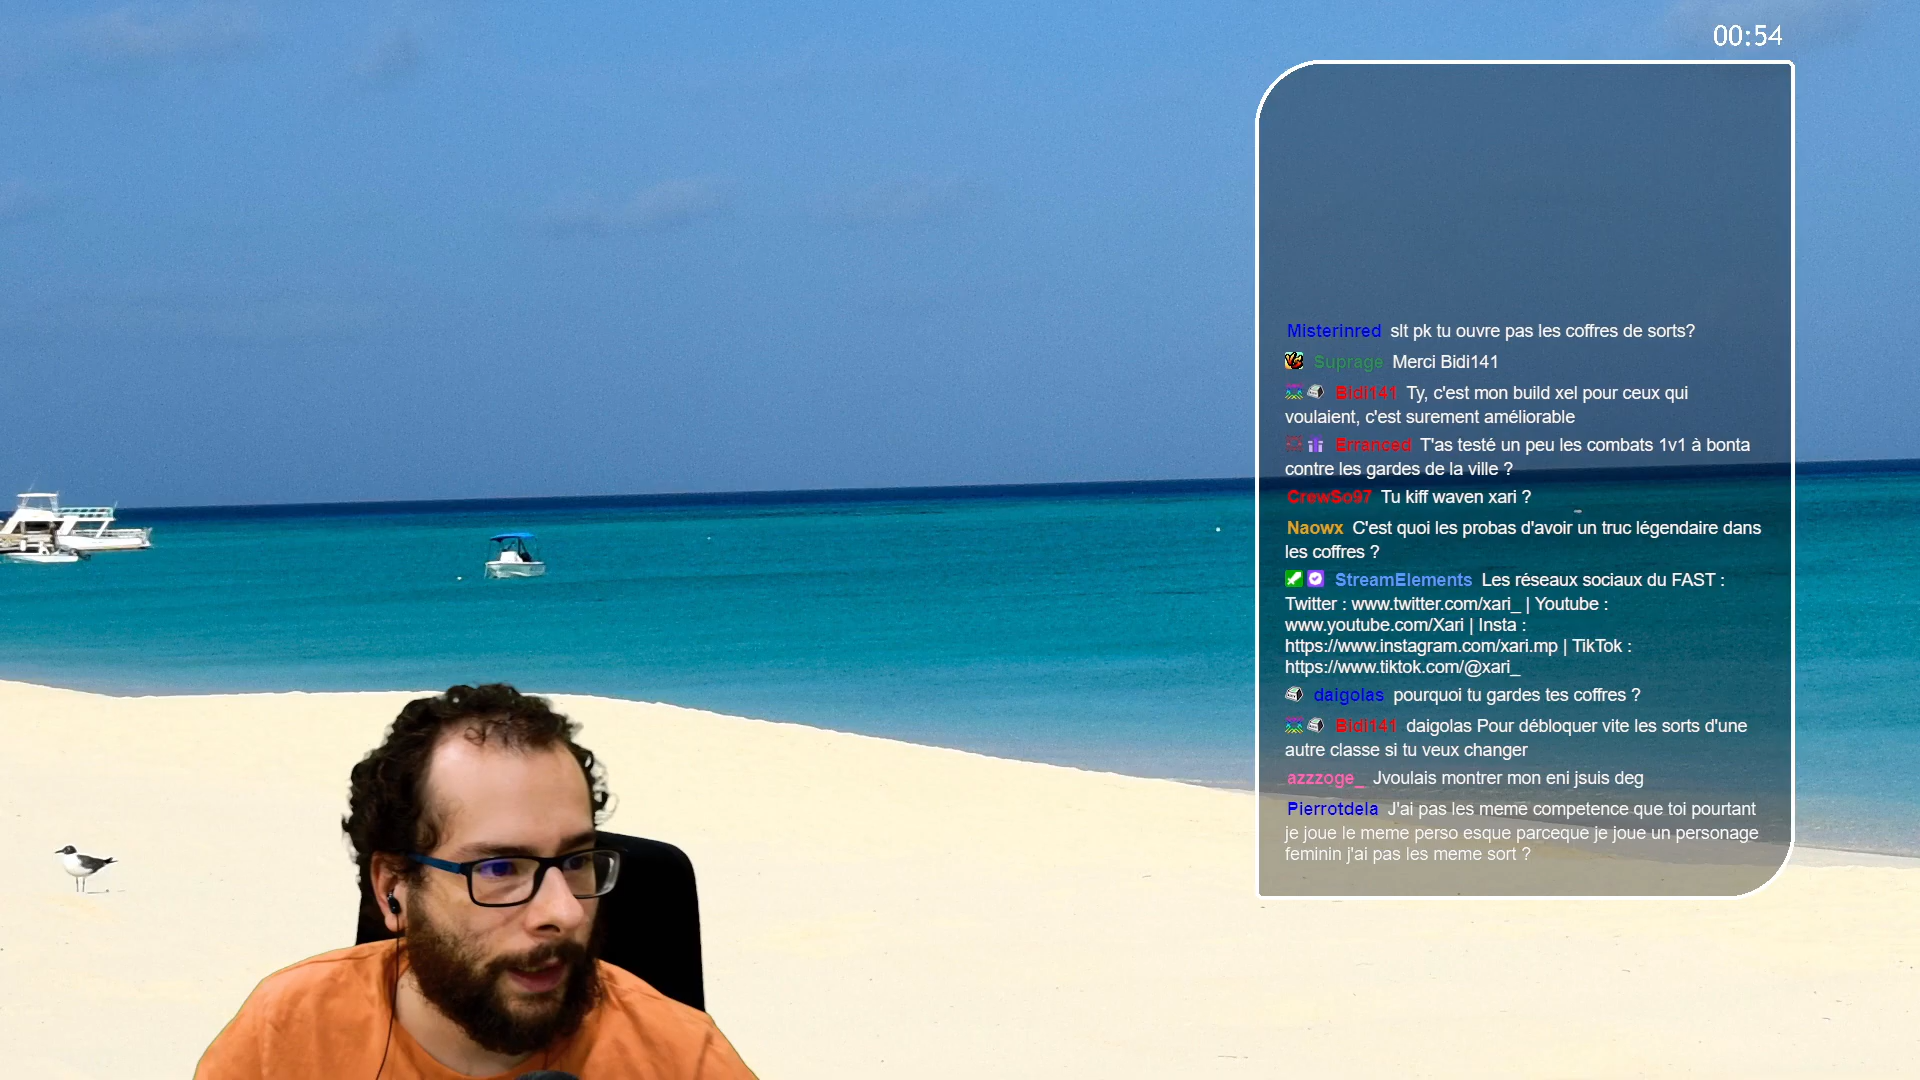 00:54
Misterinred slt pk tu ouvre pas les coffres de sorts?
Suprage Merci Bidi141
Bidi141 Ty, c'est mon build xel pour ceux qui
voulaient, c'est surement améliorable
Erranced T'as testé un peu les combats 1v1 à bonta
contre les gardes de la ville ?
CrewSo97 Tu kiff waven xari ?
Naowx C'est quoi les probas d'avoir un truc légendaire dans
les coffres ?
StreamElements Les réseaux sociaux du FAST :
Twitter : www.twitter.com/xari_ | Youtube :
www.youtube.com/Xari | Insta :
https://www.instagram.com/xari.mp | TikTok :
https://www.tiktok.com/@xari_
daigolas pourquoi tu gardes tes coffres ?
Bidi141 daigolas Pour débloquer vite les sorts d'une
autre classe si tu veux changer
azzzoge_ Jvoulais montrer mon eni jsuis deg
Pierrotdela J'ai pas les meme competence que toi pourtant
je joue le meme perso esque parceque je joue un personage
feminin j'ai pas les meme sort ?